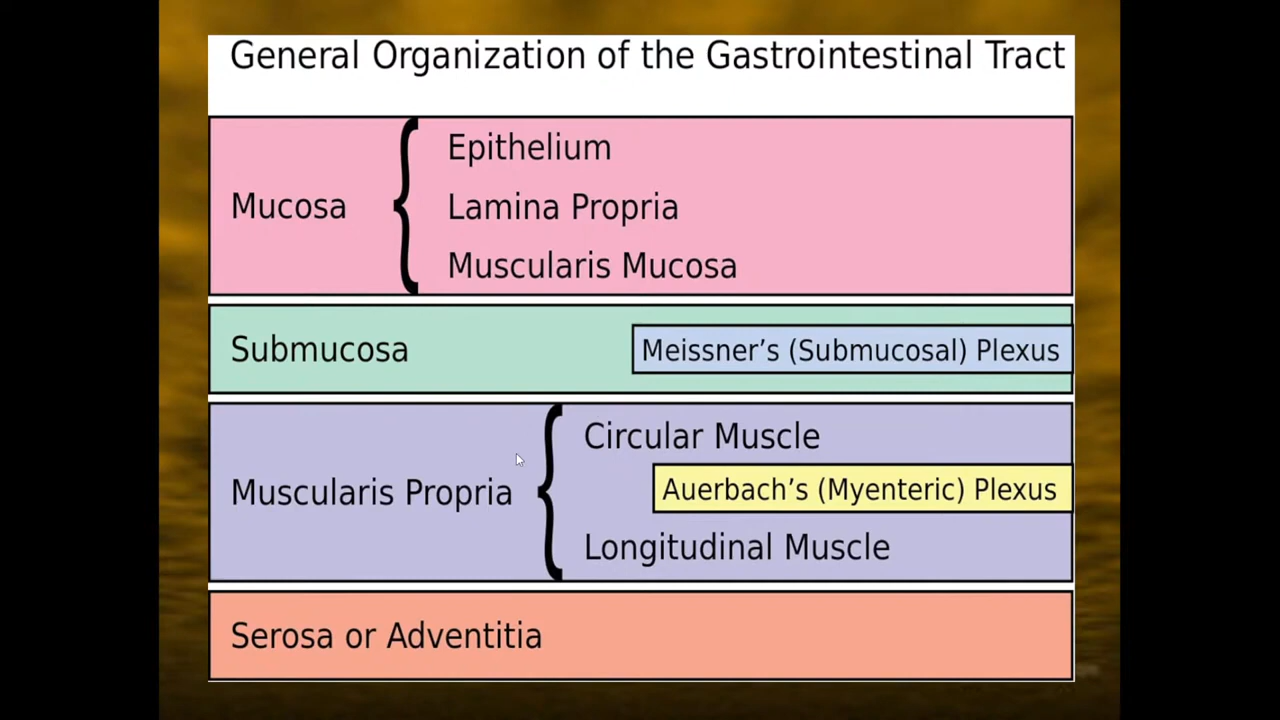 General Organization of the Gastrointestinal Tract
Mucosa
Epithelium
Lamina Propria
Muscularis Mucosa
Submucosa
Meissner's (Submucosal) Plexus
Muscularis Propria
Circular Muscle
Auerbach's (Myenteric) Plexus
Longitudinal Muscle
Serosa or Adventitia